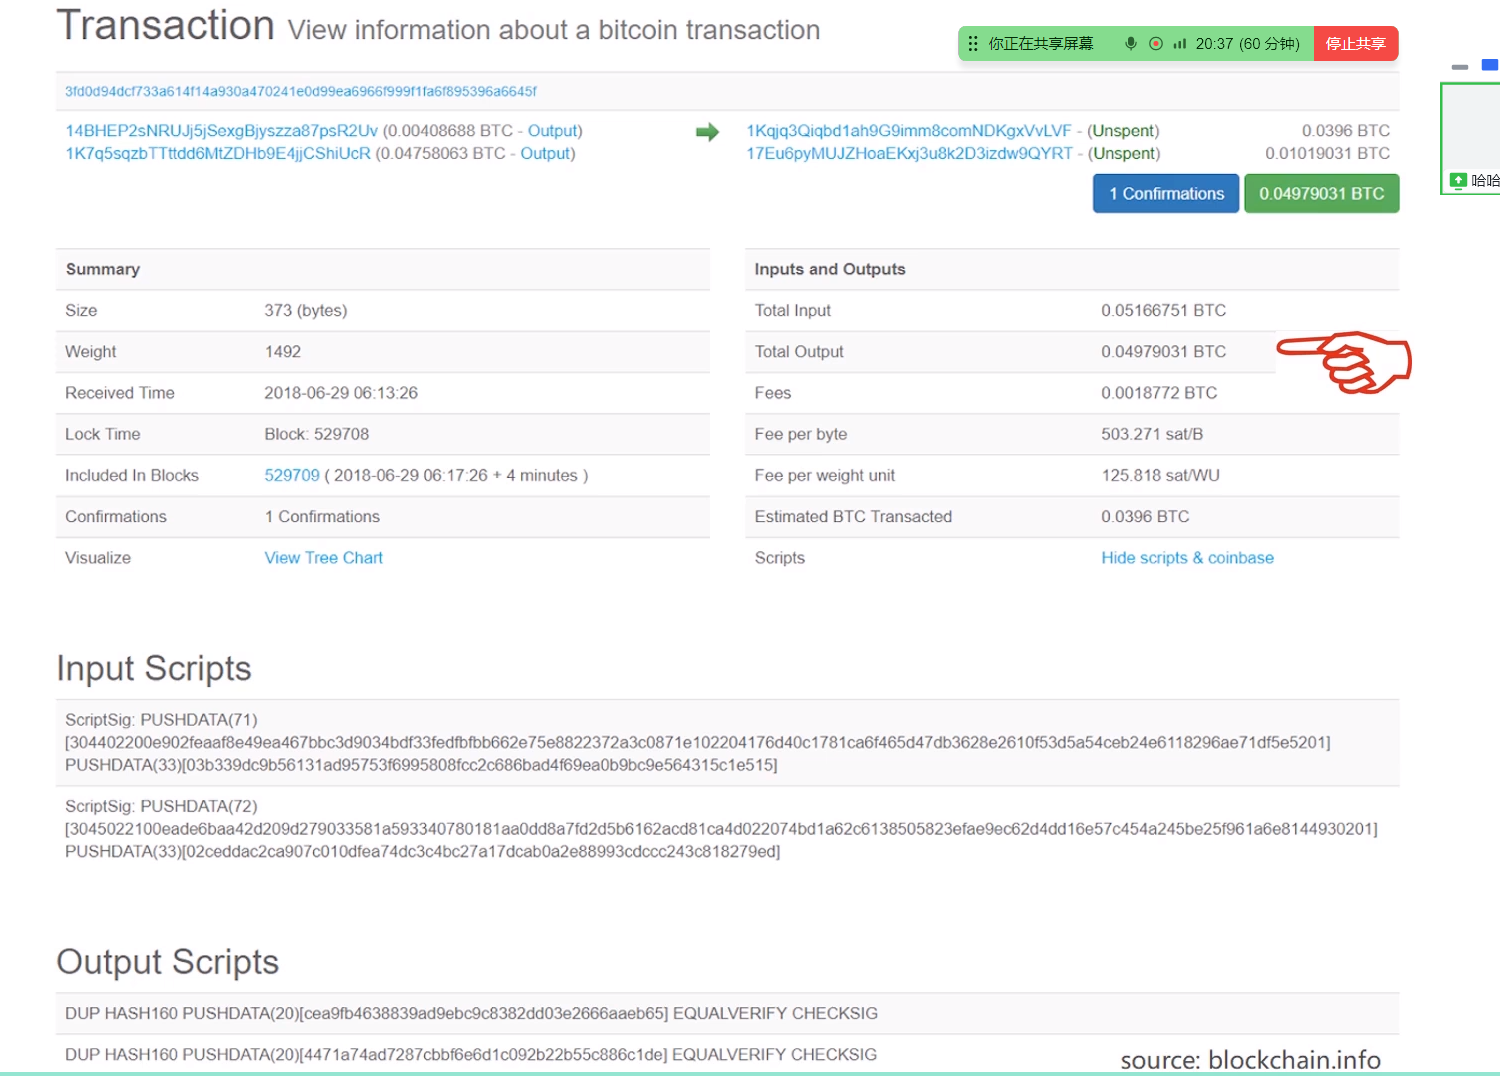 Transaction View information about a bitcoin transaction
你正在共享屏幕 20:37 (60 分钟) 停止共享
3fd0d94dcf733a614f14a930a470241e0d99ea6966f999f1fa6f895396a6645f
14BHEP2sNRUJj5jSexgBjyszza87psR2Uv (0.00408688 BTC - Output)
1K7q5sqzbTTttdd6MtZDHb9E4jjCShiUcR (0.04758063 BTC - Output)
1Kqjq3Qiqbd1ah9G9imm8comNDKgxVvLVF - (Unspent) 0.0396 BTC
17Eu6pyMUJZHoaEKxj3u8k2D3izdw9QYRT - (Unspent) 0.01019031 BTC
哈哈
1 Confirmations 0.04979031 BTC
Summary
Size 373 (bytes)
Weight 1492
Received Time 2018-06-29 06:13:26
Lock Time Block: 529708
Included In Blocks 529709 ( 2018-06-29 06:17:26 + 4 minutes )
Confirmations 1 Confirmations
Visualize View Tree Chart
Inputs and Outputs
Total Input 0.05166751 BTC
Total Output 0.04979031 BTC
Fees 0.0018772 BTC
Fee per byte 503.271 sat/B
Fee per weight unit 125.818 sat/WU
Estimated BTC Transacted 0.0396 BTC
Scripts Hide scripts & coinbase
Input Scripts
ScriptSig: PUSHDATA(71)
[304402200e902feaaf8e49ea467bbc3d9034bdf33fedfbfbb662e75e8822372a3c0871e102204176d40c1781ca6f465d47db3628e2610f53d5a54ceb24e6118296ae71df5e5201]
PUSHDATA(33)[03b339dc9b56131ad95753f6995808fcc2c686bad4f69ea0b9bc9e564315c1e515]
ScriptSig: PUSHDATA(72)
[3045022100eade6baa42d209d279033581a593340780181aa0dd8a7fd2d5b6162acd81ca4d022074bd1a62c6138505823efae9ec62d4dd16e57c454a245be25f961a6e8144930201]
PUSHDATA(33)[02ceddac2ca907c010dfea74dc3c4bc27a17dcab0a2e88993cdccc243c818279ed]
Output Scripts
DUP HASH160 PUSHDATA(20)[cea9fb4638839ad9ebc9c8382dd03e2666aaeb65] EQUALVERIFY CHECKSIG
DUP HASH160 PUSHDATA(20)[4471a74ad7287cbbf6e6d1c092b22b55c886c1de] EQUALVERIFY CHECKSIG
source: blockchain.info